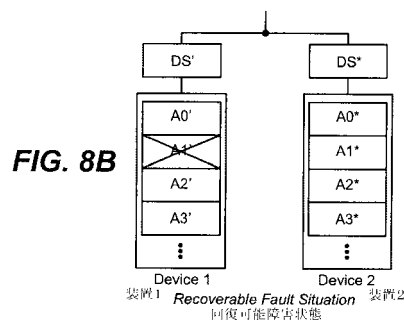 DS'
DS*
FIG. 8B
A0'
A1'
A2'
A3'
A0*
A1*
A2*
A3*
Device 1
Device 2
装置1
装置2
Recoverable Fault Situation
回復可能障害状態